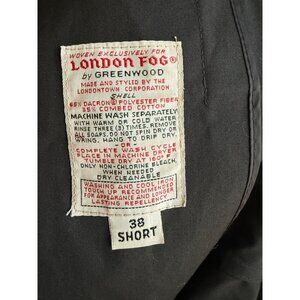 WOVEN EXCLUSIVELY FOR
LONDON FOG®
by GREENWOOD
MADE AND STYLED BY THE
LONDONTOWN CORPORATION
SHELL
65% DACRON® POLYESTER FIBER
35% COMBED COTTON
MACHINE WASH SEPARATELY
WITH WARM OR COLD WATER
RINSE THREE (3) TIMES. REMOVE
ALL SOAPS. DO NOT SPIN DRY OR
WRING. HANG TO DRIP DRY.
-OR-
COMPLETE WASH CYCLE
PLACE IN MACHINE DRYER
TUMBLE DRY AT 160° F
ONLY NON-CHLORINE BLEACH,
WHEN NEEDED
DRY CLEANABLE
WASHING AND COOL IRON
TOUCH UP RECOMMENDED
FOR APPEARANCE AND LONGER
LASTING REPELLENCY.
38
SHORT